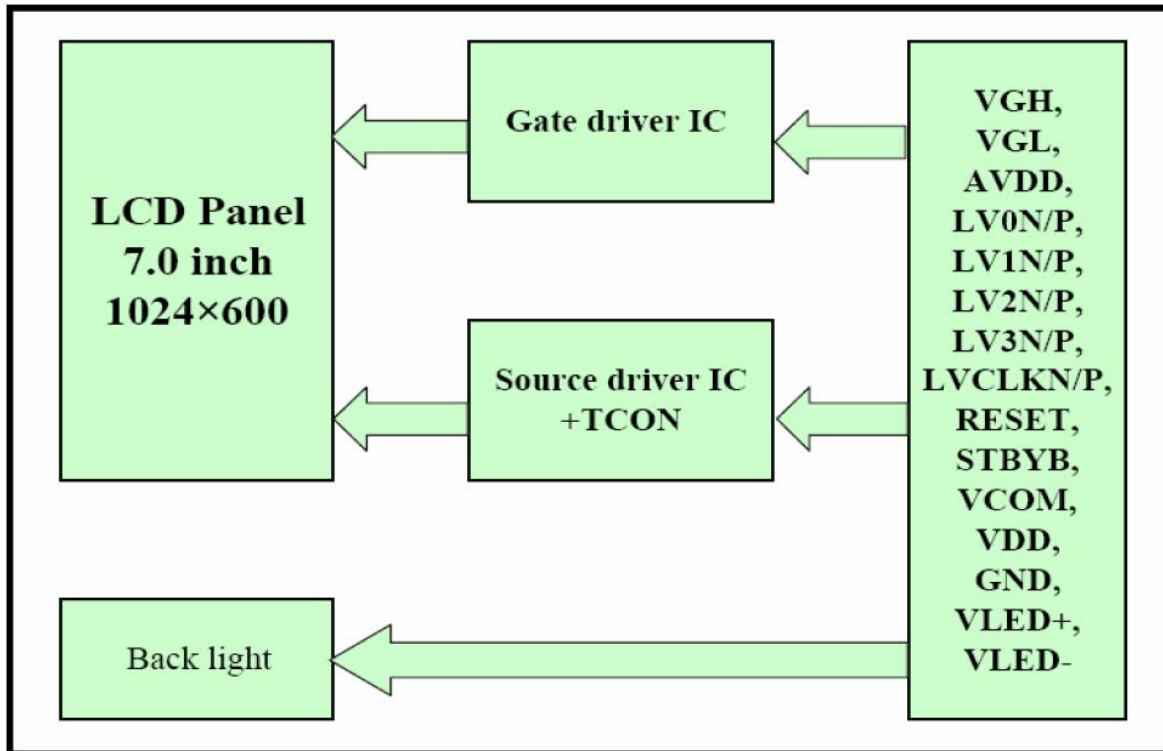 LCD Panel
7.0 inch
1024×600
Gate driver IC
Source driver IC
+TCON
Back light
VGH,
VGL,
AVDD,
LV0N/P,
LV1N/P,
LV2N/P,
LV3N/P,
LVCLKN/P,
RESET,
STBYB,
VCOM,
VDD,
GND,
VLED+,
VLED-